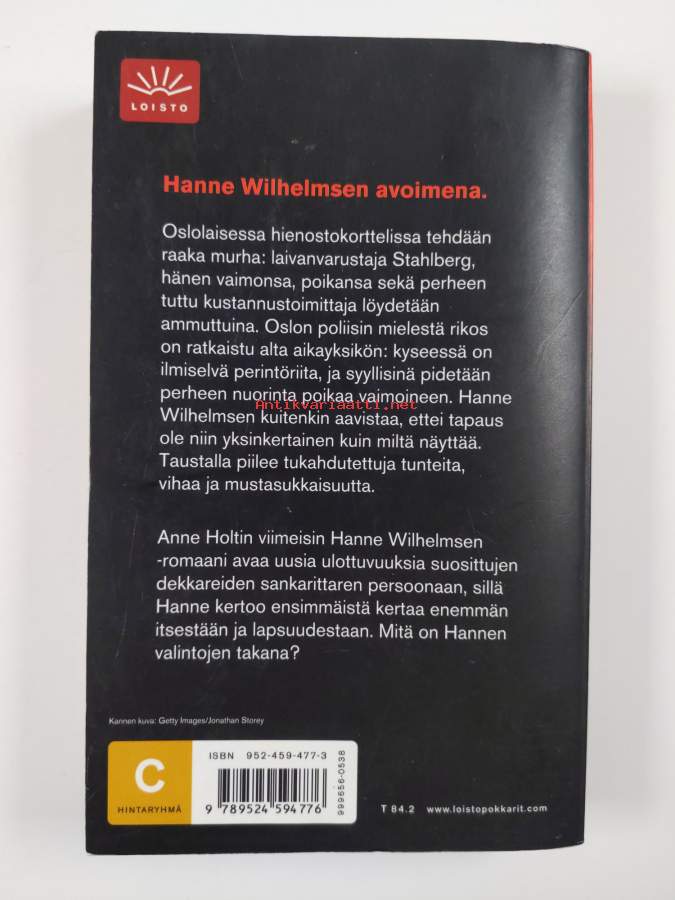 LOISTO
Hanne Wilhelmsen avoimena.
Oslolaisessa hienostokorttelissa tehdään
raaka murha: laivanvarustaja Stahlberg,
hänen vaimonsa, poikansa sekä perheen
tuttu kustannustoimittaja löydetään
ammuttuina. Oslon poliisin mielestä rikos
on ratkaistu alta aikayksikön: kyseessä on
ilmiselvä perintöriita, ja syyllisinä pidetään
perheen nuorinta poikaa vaimoineen. Hanne
Antikvariaatti.net
Wilhelmsen kuitenkin aavistaa, ettei tapaus
ole niin yksinkertainen kuin miltä näyttää.
Taustalla piilee tukahdutettuja tunteita,
vihaa ja mustasukkaisuutta.
Anne Holtin viimeisin Hanne Wilhelmsen
-romaani avaa uusia ulottuvuuksia suosittujen
dekkareiden sankarittaren persoonaan, sillä
Hanne kertoo ensimmäistä kertaa enemmän
itsestään ja lapsuudestaan. Mitä on Hannen
valintojen takana?
Kannen kuva: Getty Images/Jonathan Storey
C
HINTARYHMÄ
ISBN 952-459-477-3
9 789524 594776
999656-0538
T 84.2 www.loistopokkarit.com